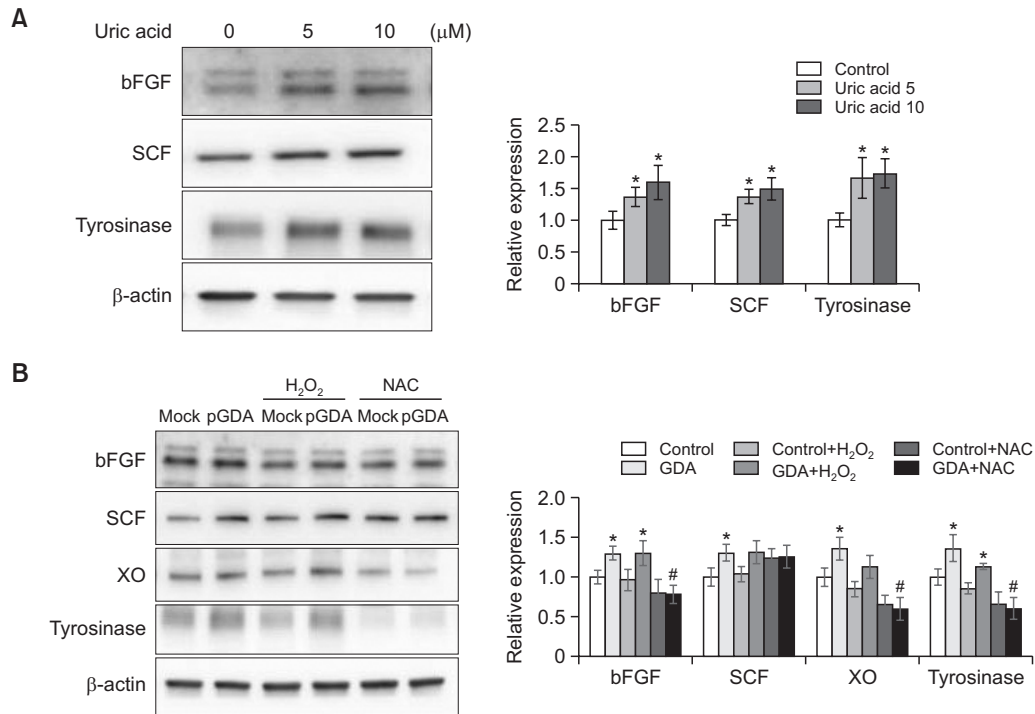 A
Uric acid 0 5 10 (μM)
bFGF
SCF
Tyrosinase
β-actin
Control
Uric acid 5
Uric acid 10
Relative expression
2.5
2.0
1.5
1.0
0.5
0
* * * * * *
bFGF SCF Tyrosinase
B
H₂O₂ NAC
Mock pGDA Mock pGDA Mock pGDA
bFGF
SCF
XO
Tyrosinase
β-actin
Control Control+H₂O₂ Control+NAC
GDA GDA+H₂O₂ GDA+NAC
Relative expression
2.0
1.5
1.0
0.5
0
* * # * * # * * #
bFGF SCF XO Tyrosinase